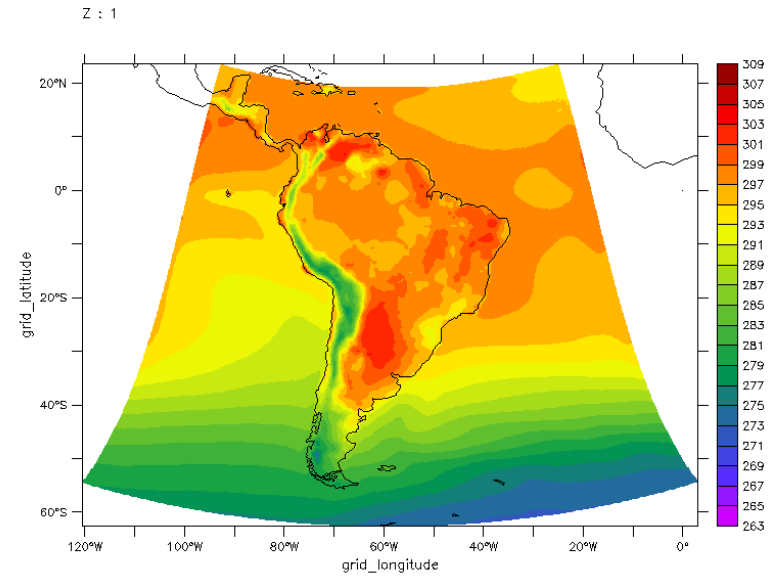 Z : 1
20°N
0°
20°S
40°S
60°S
grid_latitude
120°W
100°W
80°W
60°W
40°W
20°W
0°
grid_longitude
309
307
305
303
301
299
297
295
293
291
289
287
285
283
281
279
277
275
273
271
269
267
265
263